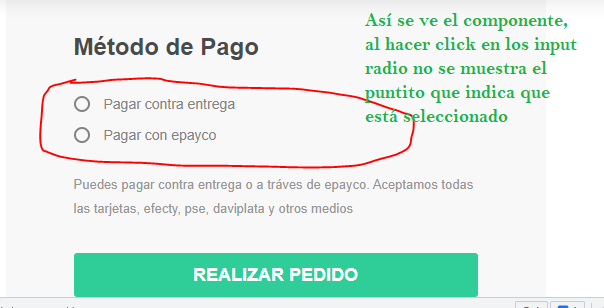 Método de Pago
Así se ve el componente,
al hacer click en los input
radio no se muestra el
puntito que indica que
está seleccionado
Pagar contra entrega
Pagar con epayco
Puedes pagar contra entrega o a tráves de epayco. Aceptamos todas
las tarjetas, efecty, pse, daviplata y otros medios
REALIZAR PEDIDO